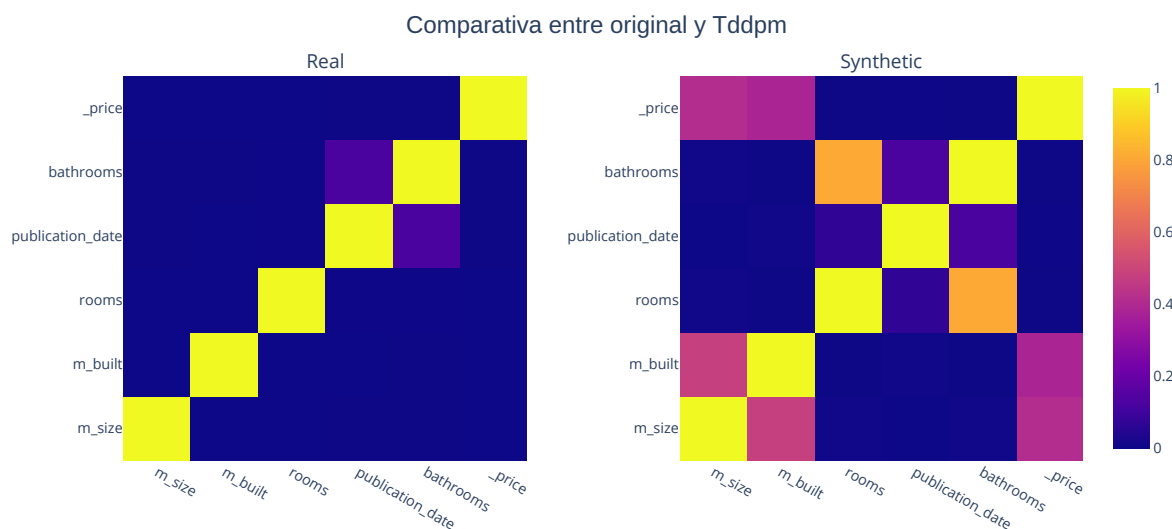 Comparativa entre original y Tddpm
Real
Synthetic
_price
bathrooms
publication_date
rooms
m_built
m_size
m_size
m_built
rooms
publication_date
bathrooms
_price
_price
bathrooms
publication_date
rooms
m_built
m_size
m_size
m_built
rooms
publication_date
bathrooms
_price
1
0.8
0.6
0.4
0.2
0